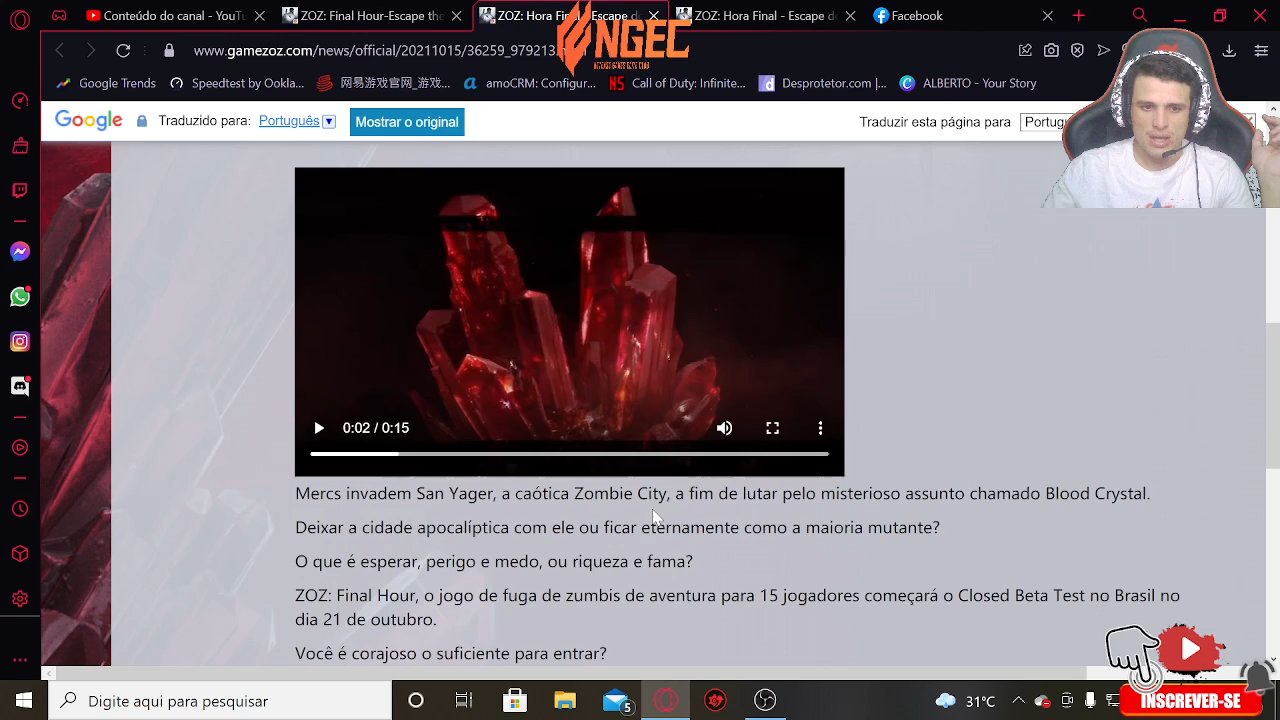 Conteúdo do canal - YouTu
ZOZ: Final Hour-Escape the
ZOZ: Hora Final - Escape d
ZOZ: Hora Final - Escape d
Facebook
www.gamezoz.com/news/official/20211015/36259_979213.
NGEC
Google Trends
Speedtest by Ookla...
网易游戏官网_游戏...
amoCRM: Configur...
Call of Duty: Infinite...
Desprotetor.com |...
ALBERTO - Your Story
Google
Traduzido para: Português
Mostrar o original
Traduzir esta página para
0:02 / 0:15
Mercs invadem San Yager, a caótica Zombie City, a fim de lutar pelo misterioso assunto chamado Blood Crystal.
Deixar a cidade apocalíptica com ele ou ficar eternamente como a maioria mutante?
O que é esperar, perigo e medo, ou riqueza e fama?
ZOZ: Final Hour, o jogo de fuga de zumbis de aventura para 15 jogadores começará o Closed Beta Test no Brasil no
dia 21 de outubro.
Você é corajoso o suficiente para entrar?
INSCREVER-SE
Digite aqui para pesquisar
5
31°C